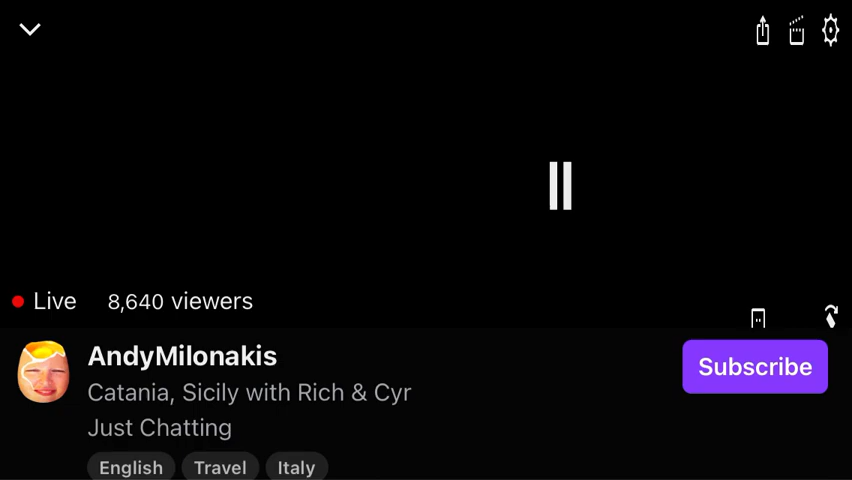 Live 8,640 viewers
AndyMilonakis
Subscribe
Catania, Sicily with Rich & Cyr
Just Chatting
English Travel Italy